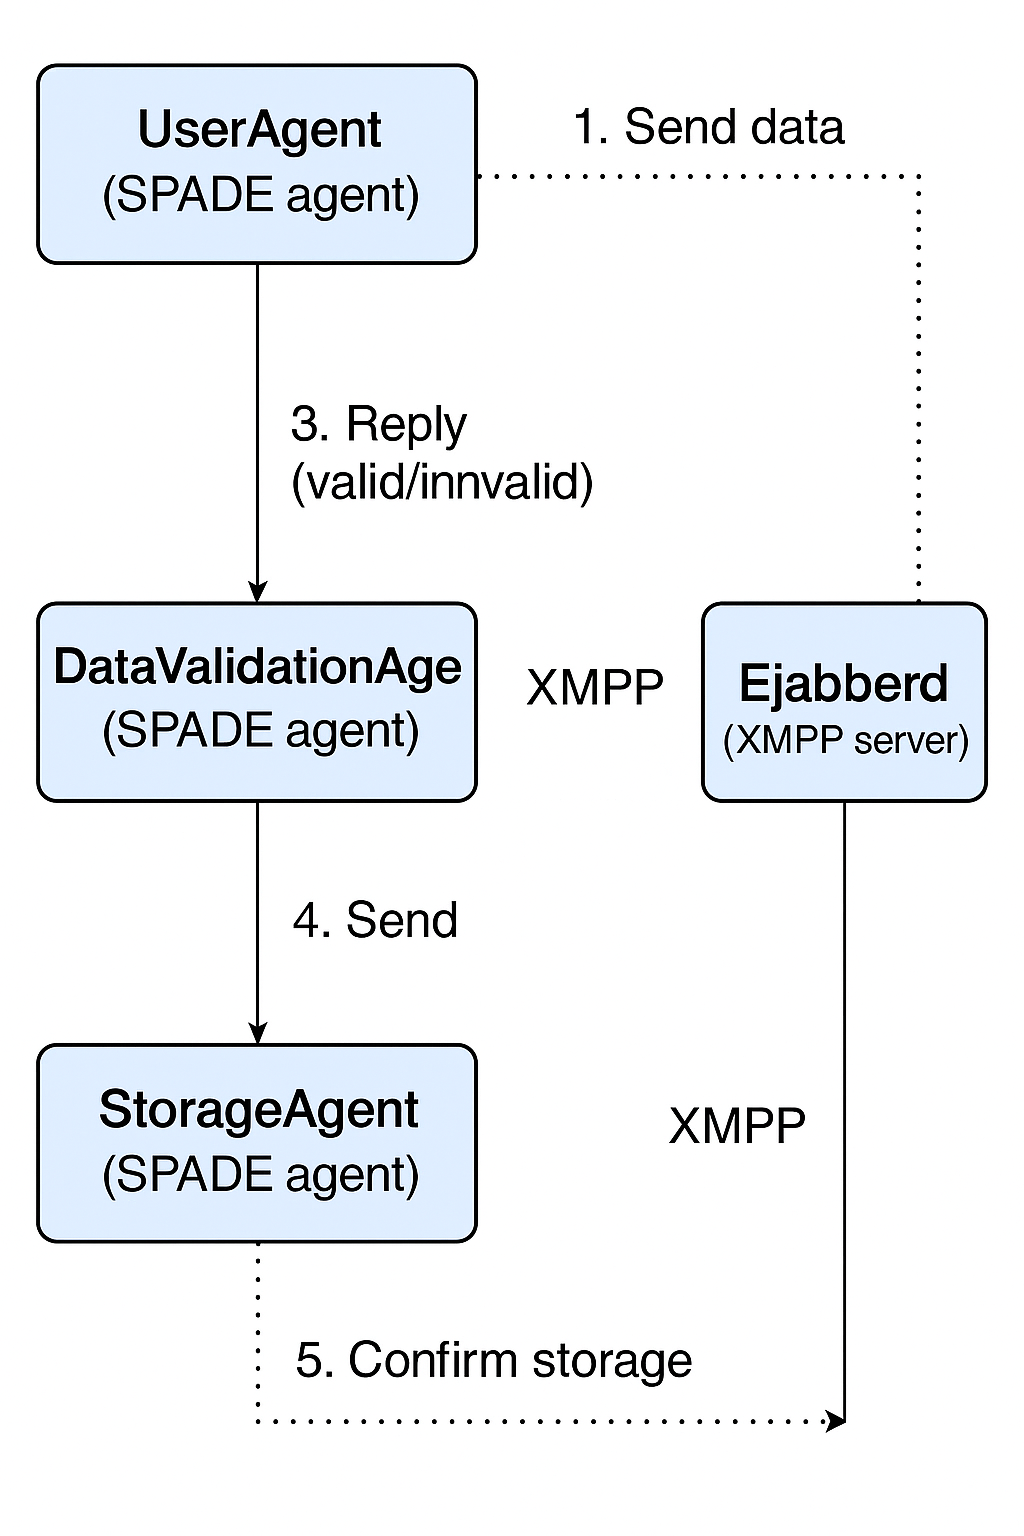 UserAgent
(SPADE agent)
1. Send data
3. Reply
(valid/innvalid)
DataValidationAge
(SPADE agent)
XMPP
Ejabberd
(XMPP server)
4. Send
StorageAgent
(SPADE agent)
XMPP
5. Confirm storage